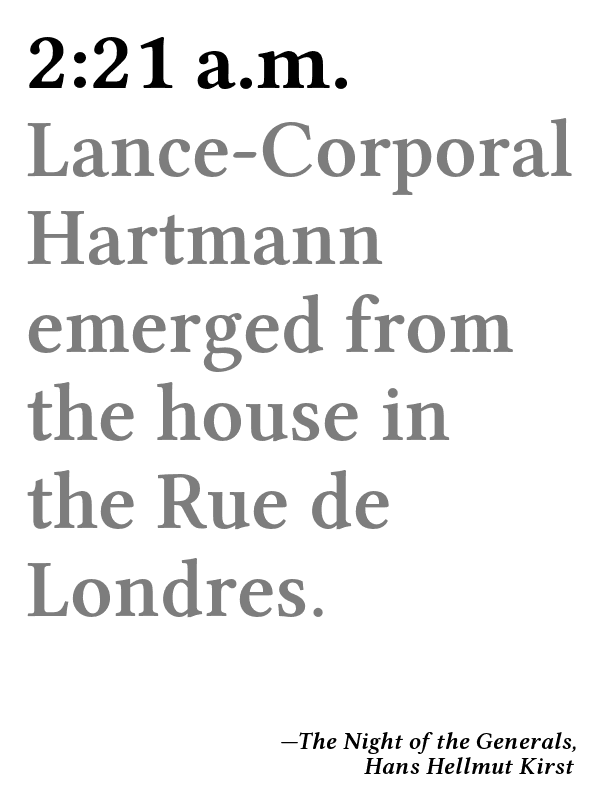 2:21 a.m.
Lance-Corporal
Hartmann
emerged from
the house in
the Rue de
Londres.
—The Night of the Generals,
Hans Hellmut Kirst